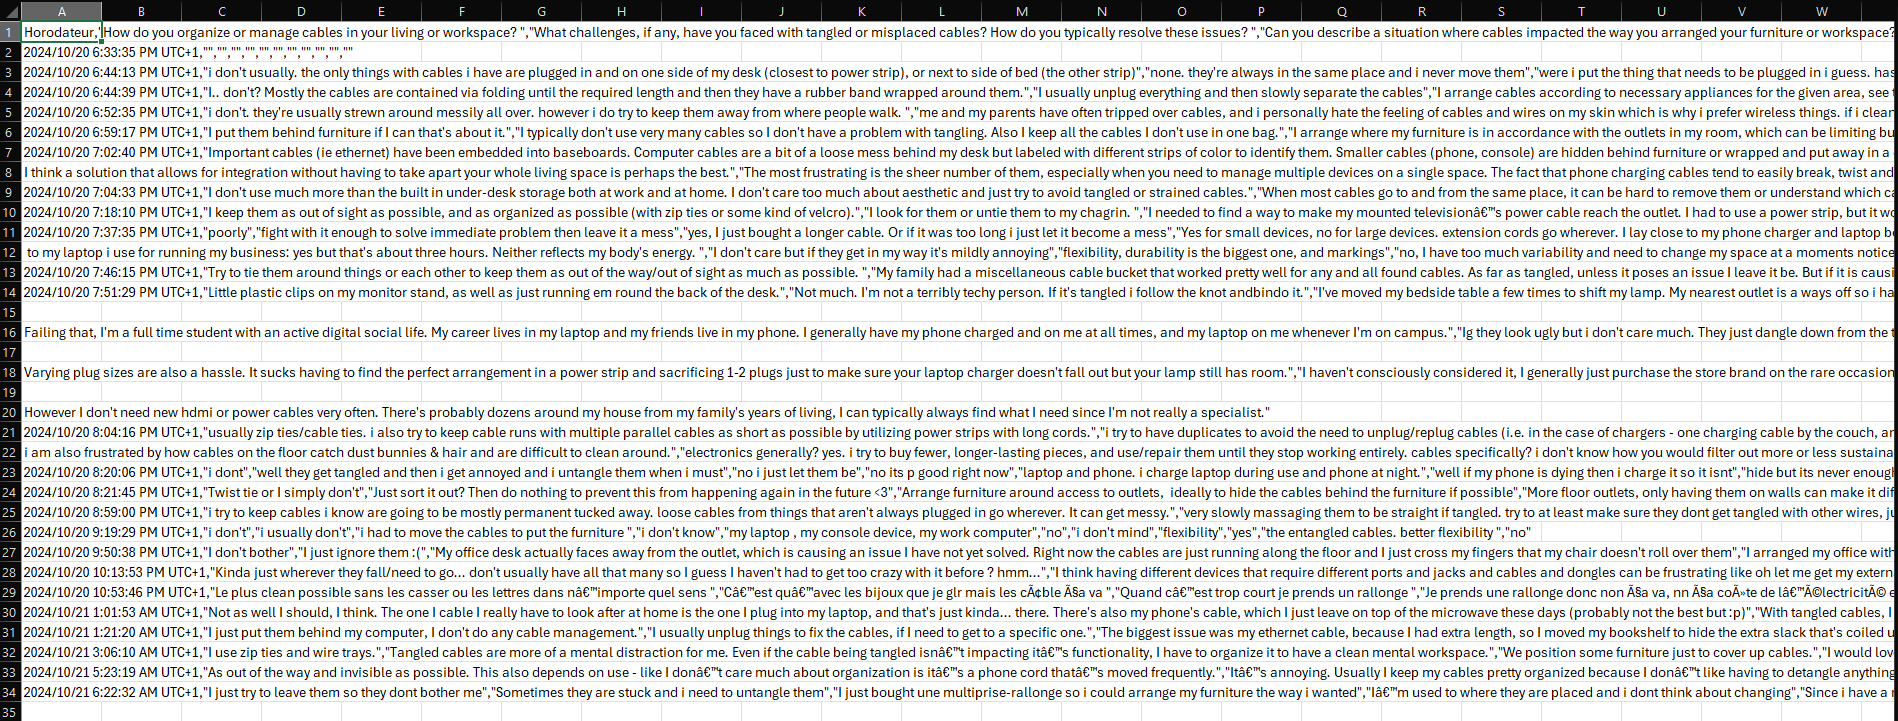 A B C D E F G H I J K L M N O P Q R S T U V W
1 Horodateur,"How do you organize or manage cables in your living or workspace? ","What challenges, if any, have you faced with tangled or misplaced cables? How do you typically resolve these issues? ","Can you describe a situation where cables impacted the way you arranged your furniture or workspace?
2 2024/10/20 6:33:35 PM UTC+1,"","","","","","","","","","",""
3 2024/10/20 6:44:13 PM UTC+1,"i don't usually. the only things with cables i have are plugged in and on one side of my desk (closest to power strip), or next to side of bed (the other strip)","none. they're always in the same place and i never move them","were i put the thing that needs to be plugged in i guess. has
4 2024/10/20 6:44:39 PM UTC+1,"I.. don't? Mostly the cables are contained via folding until the required length and then they have a rubber band wrapped around them.","I usually unplug everything and then slowly separate the cables","I arrange cables according to necessary appliances for the given area, see t
5 2024/10/20 6:52:35 PM UTC+1,"i don't. they're usually strewn around messily all over. however i do try to keep them away from where people walk. ","me and my parents have often tripped over cables, and i personally hate the feeling of cables and wires on my skin which is why i prefer wireless things. if i clean
6 2024/10/20 6:59:17 PM UTC+1,"I put them behind furniture if I can that's about it.","I typically don't use very many cables so I don't have a problem with tangling. Also I keep all the cables I don't use in one bag.","I arrange where my furniture is in accordance with the outlets in my room, which can be limiting bu
7 2024/10/20 7:02:40 PM UTC+1,"Important cables (ie ethernet) have been embedded into baseboards. Computer cables are a bit of a loose mess behind my desk but labeled with different strips of color to identify them. Smaller cables (phone, console) are hidden behind furniture or wrapped and put away in a
8 I think a solution that allows for integration without having to take apart your whole living space is perhaps the best.","The most frustrating is the sheer number of them, especially when you need to manage multiple devices on a single space. The fact that phone charging cables tend to easily break, twist and
9 2024/10/20 7:04:33 PM UTC+1,"I don't use much more than the built in under-desk storage both at work and at home. I don't care too much about aesthetic and just try to avoid tangled or strained cables.","When most cables go to and from the same place, it can be hard to remove them or understand which ca
10 2024/10/20 7:18:10 PM UTC+1,"I keep them as out of sight as possible, and as organized as possible (with zip ties or some kind of velcro).","I look for them or untie them to my chagrin. ","I needed to find a way to make my mounted televisionâ€™s power cable reach the outlet. I had to use a power strip, but it wo
11 2024/10/20 7:37:35 PM UTC+1,"poorly","fight with it enough to solve immediate problem then leave it a mess","yes, I just bought a longer cable. Or if it was too long i just let it become a mess","Yes for small devices, no for large devices. extension cords go wherever. I lay close to my phone charger and laptop be
12 to my laptop i use for running my business: yes but that's about three hours. Neither reflects my body's energy. ","I don't care but if they get in my way it's mildly annoying","flexibility, durability is the biggest one, and markings","no, I have too much variability and need to change my space at a moments notice
13 2024/10/20 7:46:15 PM UTC+1,"Try to tie them around things or each other to keep them as out of the way/out of sight as much as possible. ","My family had a miscellaneous cable bucket that worked pretty well for any and all found cables. As far as tangled, unless it poses an issue I leave it be. But if it is causi
14 2024/10/20 7:51:29 PM UTC+1,"Little plastic clips on my monitor stand, as well as just running em round the back of the desk.","Not much. I'm not a terribly techy person. If it's tangled i follow the knot andbindo it.","I've moved my bedside table a few times to shift my lamp. My nearest outlet is a ways off so i ha
15
16 Failing that, I'm a full time student with an active digital social life. My career lives in my laptop and my friends live in my phone. I generally have my phone charged and on me at all times, and my laptop on me whenever I'm on campus.","Ig they look ugly but i don't care much. They just dangle down from the t
17
18 Varying plug sizes are also a hassle. It sucks having to find the perfect arrangement in a power strip and sacrificing 1-2 plugs just to make sure your laptop charger doesn't fall out but your lamp still has room.","I haven't consciously considered it, I generally just purchase the store brand on the rare occasion
19
20 However I don't need new hdmi or power cables very often. There's probably dozens around my house from my family's years of living, I can typically always find what I need since I'm not really a specialist."
21 2024/10/20 8:04:16 PM UTC+1,"usually zip ties/cable ties. i also try to keep cable runs with multiple parallel cables as short as possible by utilizing power strips with long cords.","i try to have duplicates to avoid the need to unplug/replug cables (i.e. in the case of chargers - one charging cable by the couch, an
22 i am also frustrated by how cables on the floor catch dust bunnies & hair and are difficult to clean around.","electronics generally? yes. i try to buy fewer, longer-lasting pieces, and use/repair them until they stop working entirely. cables specifically? i don't know how you would filter out more or less sustaina
23 2024/10/20 8:20:06 PM UTC+1,"i dont","well they get tangled and then i get annoyed and i untangle them when i must","no i just let them be","no its p good right now","laptop and phone. i charge laptop during use and phone at night.","well if my phone is dying then i charge it so it isnt","hide but its never enough
24 2024/10/20 8:21:45 PM UTC+1,"Twist tie or I simply don't","Just sort it out? Then do nothing to prevent this from happening again in the future <3","Arrange furniture around access to outlets,  ideally to hide the cables behind the furniture if possible","More floor outlets, only having them on walls can make it dif
25 2024/10/20 8:59:00 PM UTC+1,"i try to keep cables i know are going to be mostly permanent tucked away. loose cables from things that aren't always plugged in go wherever. It can get messy.","very slowly massaging them to be straight if tangled. try to at least make sure they dont get tangled with other wires, ju
26 2024/10/20 9:19:29 PM UTC+1,"i don't","i usually don't","i had to move the cables to put the furniture ","i don't know","my laptop , my console device, my work computer","no","i don't mind","flexibility","yes","the entangled cables. better flexibility ","no"
27 2024/10/20 9:50:38 PM UTC+1,"I don't bother","I just ignore them :(","My office desk actually faces away from the outlet, which is causing an issue I have not yet solved. Right now the cables are just running along the floor and I just cross my fingers that my chair doesn't roll over them","I arranged my office with
28 2024/10/20 10:13:53 PM UTC+1,"Kinda just wherever they fall/need to go... don't usually have all that many so I guess I haven't had to get too crazy with it before ? hmm...","I think having different devices that require different ports and jacks and cables and dongles can be frustrating like oh let me get my extern
29 2024/10/20 10:53:46 PM UTC+1,"Le plus clean possible sans les casser ou les lettres dans nâ€™importe quel sens ","Câ€™est quâ€™avec les bijoux que je glr mais les cÃ¢ble Ã§a va ","Quand câ€™est trop court je prends un rallonge ","Je prends une rallonge donc non Ã§a va, nn Ã§a coÃ»te de lâ€™Ã©lectricitÃ© e
30 2024/10/21 1:01:53 AM UTC+1,"Not as well I should, I think. The one I cable I really have to look after at home is the one I plug into my laptop, and that's just kinda... there. There's also my phone's cable, which I just leave on top of the microwave these days (probably not the best but :p)","With tangled cables, I
31 2024/10/21 1:21:20 AM UTC+1,"I just put them behind my computer, I don't do any cable management.","I usually unplug things to fix the cables, if I need to get to a specific one.","The biggest issue was my ethernet cable, because I had extra length, so I moved my bookshelf to hide the extra slack that's coiled u
32 2024/10/21 3:06:10 AM UTC+1,"I use zip ties and wire trays.","Tangled cables are more of a mental distraction for me. Even if the cable being tangled isnâ€™t impacting itâ€™s functionality, I have to organize it to have a clean mental workspace.","We position some furniture just to cover up cables.","I would lov
33 2024/10/21 5:23:19 AM UTC+1,"As out of the way and invisible as possible. This also depends on use - like I donâ€™t care much about organization is itâ€™s a phone cord thatâ€™s moved frequently.","Itâ€™s annoying. Usually I keep my cables pretty organized because I donâ€™t like having to detangle anything
34 2024/10/21 6:22:32 AM UTC+1,"I just try to leave them so they dont bother me","Sometimes they are stuck and i need to untangle them","I just bought une multiprise-rallonge so i could arrange my furniture the way i wanted","Iâ€™m used to where they are placed and i dont think about changing","Since i have a
35